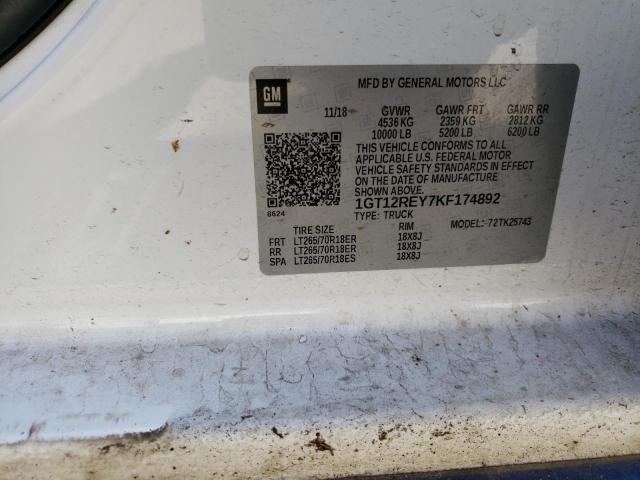 GM
MFD BY GENERAL MOTORS LLC
11/18 GVWR GAWR FRT GAWR RR
4536 KG 2359 KG 2812 KG
10000 LB 5200 LB 6200 LB
THIS VEHICLE CONFORMS TO ALL
APPLICABLE U.S. FEDERAL MOTOR
VEHICLE SAFETY STANDARDS IN EFFECT
ON THE DATE OF MANUFACTURE
SHOWN ABOVE.
1GT12REY7KF174892
8624
TYPE: TRUCK
MODEL: 72TK25743
TIRE SIZE RIM
FRT LT265/70R18ER 18X8J
RR LT265/70R18ER 18X8J
SPA LT265/70R18ES 18X8J